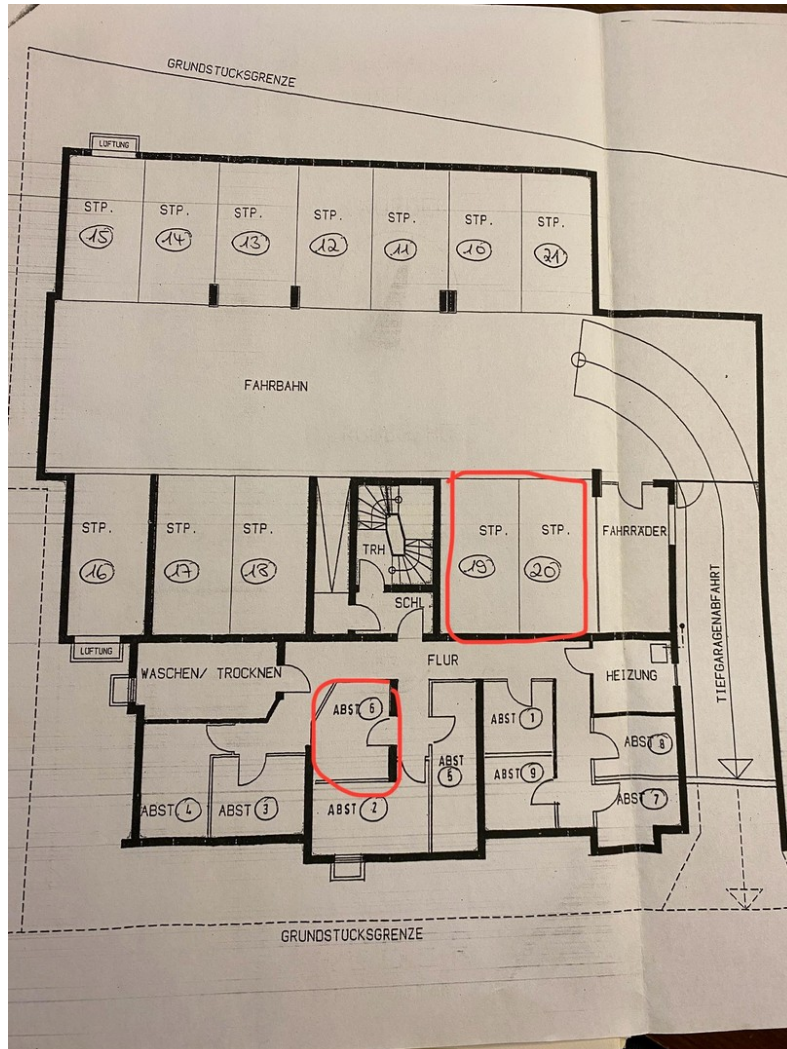 GRUNDSTÜCKSGRENZE
LÜFTUNG
STP.
15
STP.
14
STP.
13
STP.
12
STP.
11
STP.
10
STP.
21
FAHRBAHN
STP.
16
STP.
17
STP.
18
TRH
SCHL.
STP.
19
STP.
20
FAHRRÄDER
TIEFGARAGENABFAHRT
LÜFTUNG
WASCHEN/ TROCKNEN
FLUR
HEIZUNG
ABST 6
ABST 1
ABST 8
ABST 5
ABST 9
ABST 7
ABST. 4
ABST 3
ABST 2
GRUNDSTÜCKSGRENZE